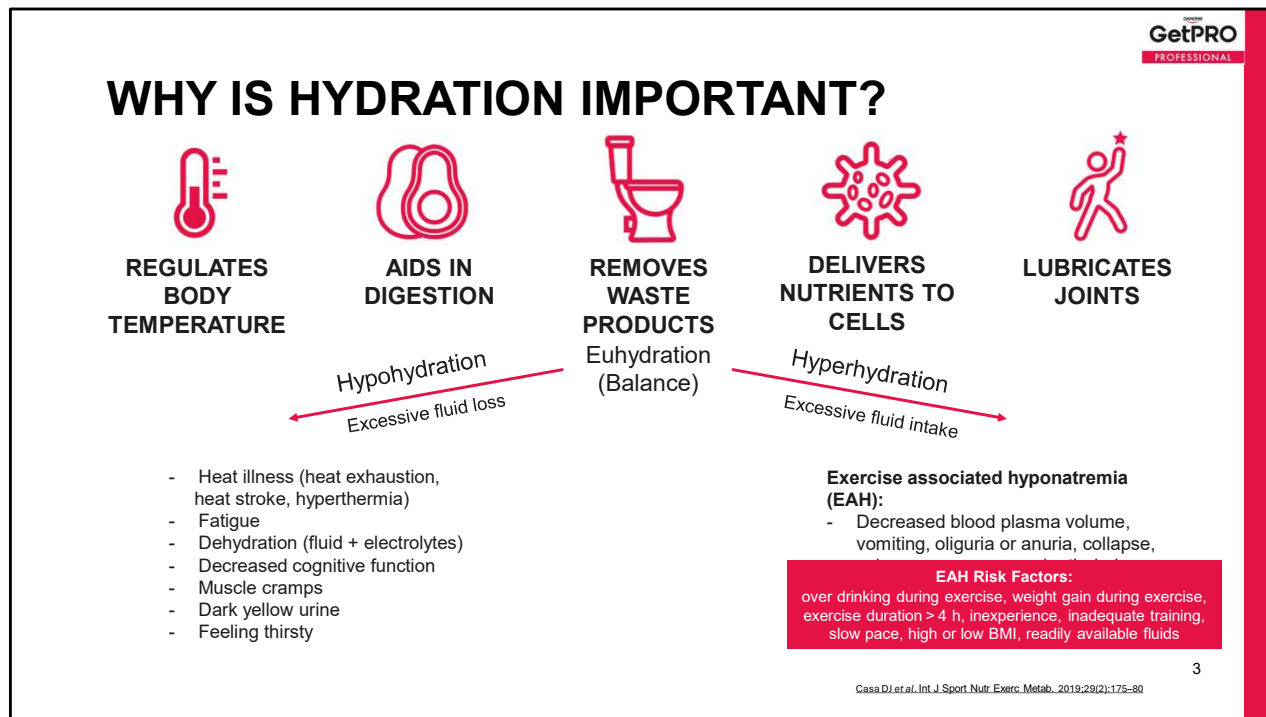 DANONE
GetPRO
PROFESSIONAL
WHY IS HYDRATION IMPORTANT?
REGULATES
BODY
TEMPERATURE
AIDS IN
DIGESTION
REMOVES
WASTE
PRODUCTS
DELIVERS
NUTRIENTS TO
CELLS
LUBRICATES
JOINTS
Euhydration
(Balance)
Hypohydration
Excessive fluid loss
Hyperhydration
Excessive fluid intake
- Heat illness (heat exhaustion,
heat stroke, hyperthermia)
- Fatigue
- Dehydration (fluid + electrolytes)
- Decreased cognitive function
- Muscle cramps
- Dark yellow urine
- Feeling thirsty
Exercise associated hyponatremia
(EAH):
- Decreased blood plasma volume,
vomiting, oliguria or anuria, collapse,
EAH Risk Factors:
over drinking during exercise, weight gain during exercise,
exercise duration > 4 h, inexperience, inadequate training,
slow pace, high or low BMI, readily available fluids
3
Casa DJ et al. Int J Sport Nutr Exerc Metab. 2019;29(2):175–80